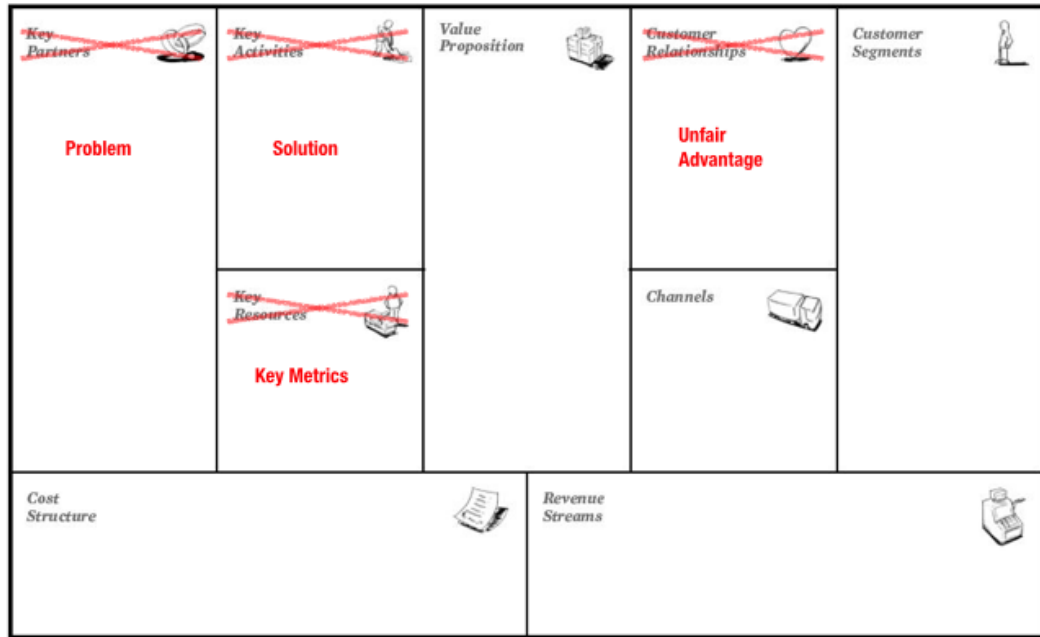 Key
Partners
Problem
Key
Activities
Solution
Key
Resources
Key Metrics
Value
Proposition
Customer
Relationships
Unfair
Advantage
Channels
Customer
Segments
Cost
Structure
Revenue
Streams